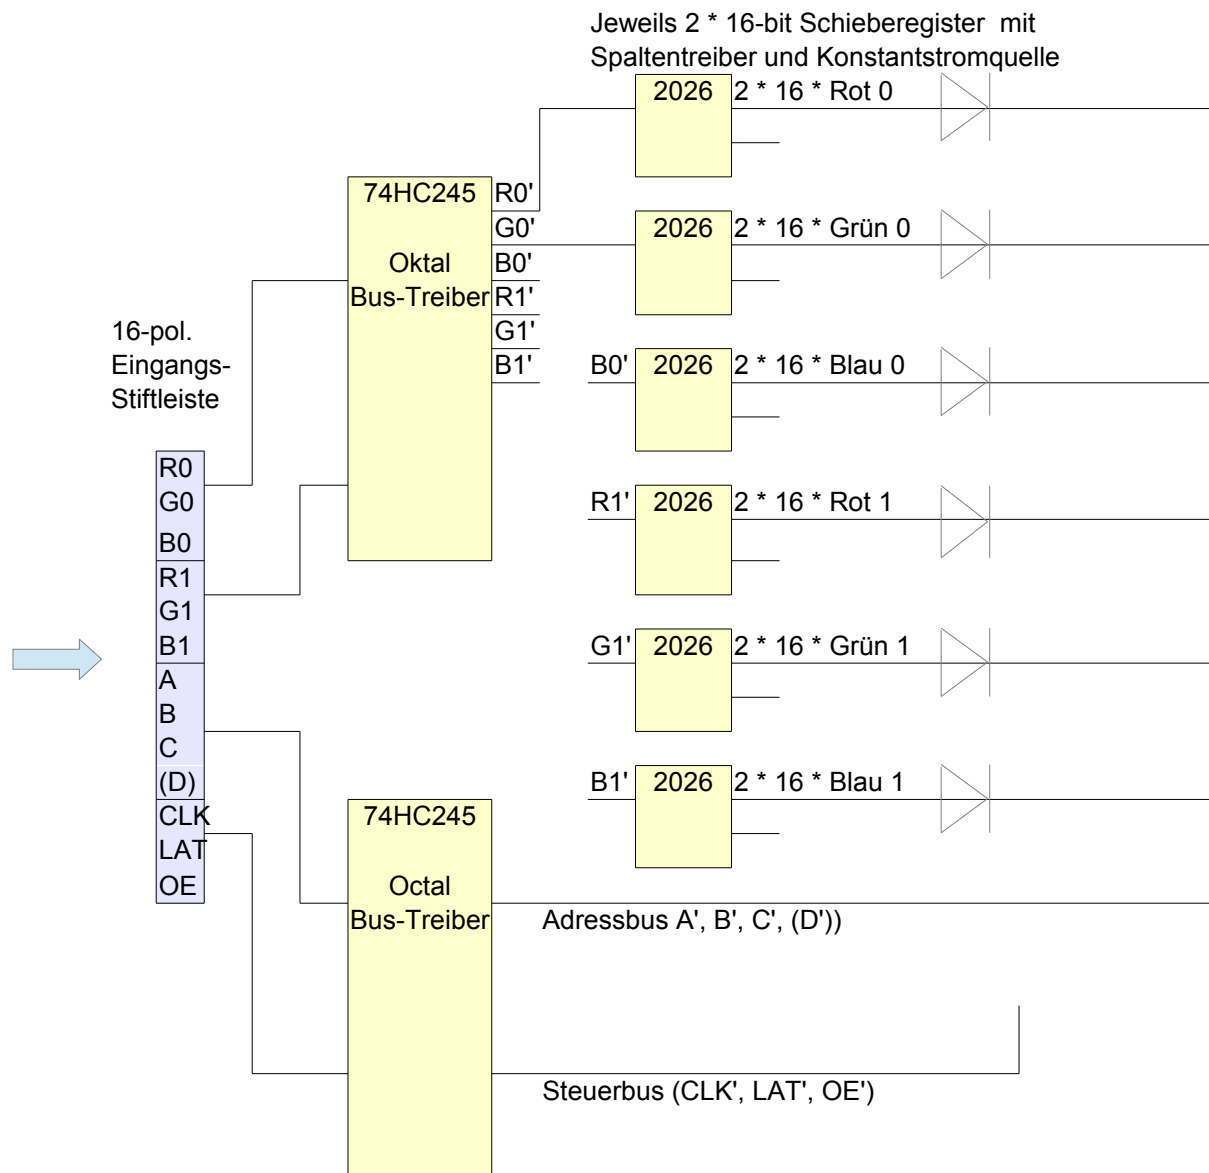 Jeweils 2 * 16-bit Schieberegister mit
Spaltentreiber und Konstantstromquelle
2026
2 * 16 * Rot 0
74HC245
Oktal
Bus-Treiber
R0'
G0'
B0'
R1'
G1'
B1'
2026
2 * 16 * Grün 0
B0'
2026
2 * 16 * Blau 0
R1'
2026
2 * 16 * Rot 1
G1'
2026
2 * 16 * Grün 1
B1'
2026
2 * 16 * Blau 1
16-pol.
Eingangs-
Stiftleiste
R0
G0
B0
R1
G1
B1
A
B
C
(D)
CLK
LAT
OE
74HC245
Octal
Bus-Treiber
Adressbus A', B', C', (D'))
Steuerbus (CLK', LAT', OE')